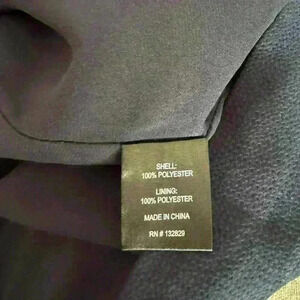 SHELL:
100% POLYESTER
LINING:
100% POLYESTER
MADE IN CHINA
RN # 132829